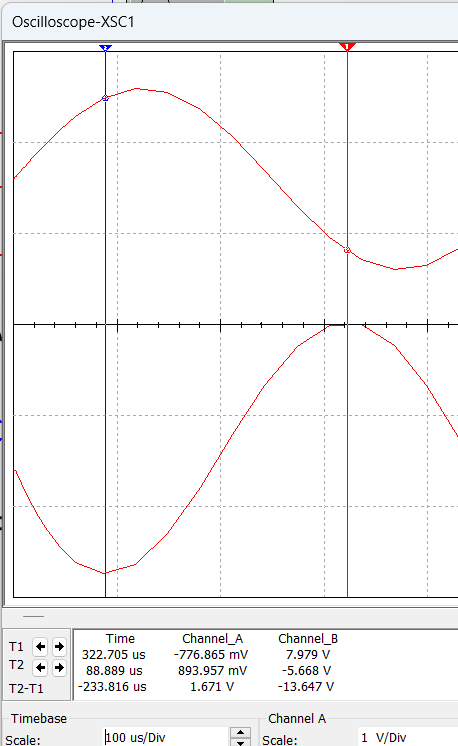 Oscilloscope-XSC1
Time Channel_A Channel_B
T1 322.705 us -776.865 mV 7.979 V
T2 88.889 us 893.957 mV -5.668 V
T2-T1 -233.816 us 1.671 V -13.647 V
Timebase Channel A
Scale: 100 us/Div Scale: 1 V/Div